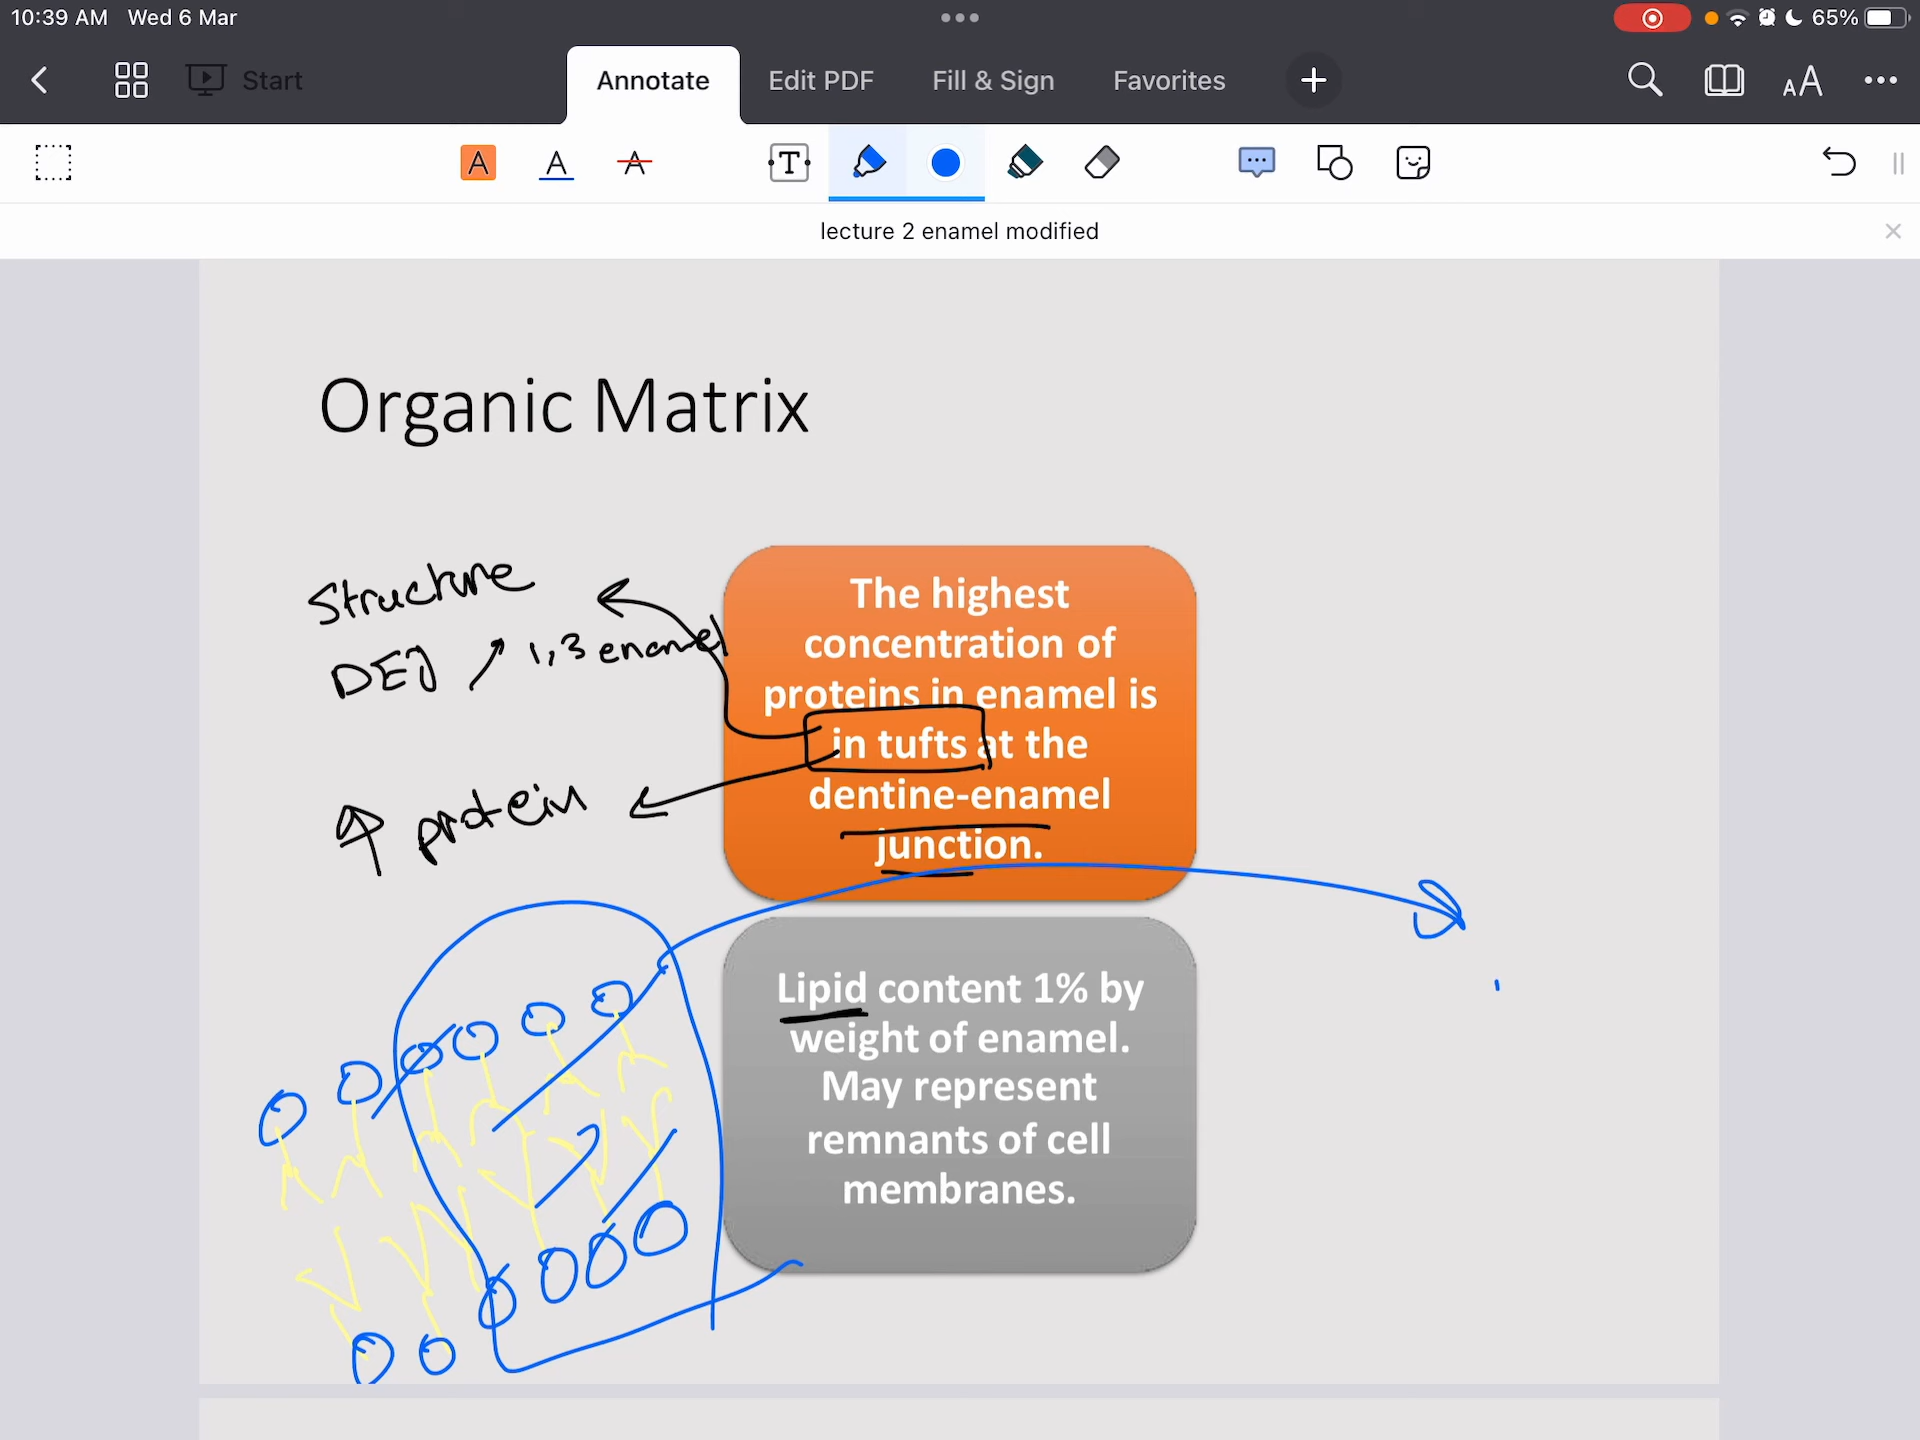 10:39 AM Wed 6 Mar
65%
Start
Annotate
Edit PDF
Fill & Sign
Favorites
AA
A A A T
lecture 2 enamel modified
Organic Matrix
Structure
DEJ 1,3 enamel
protein
The highest
concentration of
proteins in enamel is
in tufts at the
dentine-enamel
junction.
Lipid content 1% by
weight of enamel.
May represent
remnants of cell
membranes.